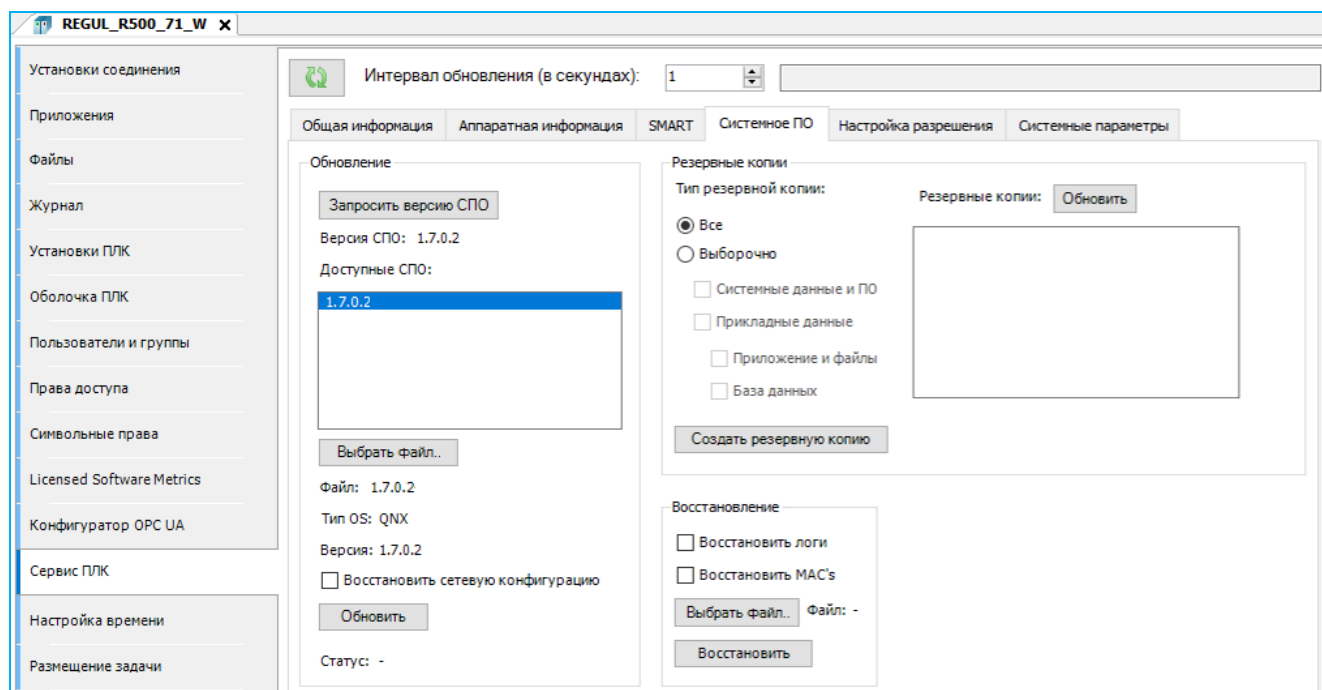 REGUL_R500_71_W X
Установки соединения
Приложения
Файлы
Журнал
Установки ПЛК
Оболочка ПЛК
Пользователи и группы
Права доступа
Символьные права
Licensed Software Metrics
Конфигуратор OPC UA
Сервис ПЛК
Настройка времени
Размещение задачи
Интервал обновления (в секундах): 1
Общая информация Аппаратная информация SMART Системное ПО Настройка разрешения Системные параметры
Обновление
Запросить версию СПО
Версия СПО: 1.7.0.2
Доступные СПО:
1.7.0.2
Выбрать файл..
Файл: 1.7.0.2
Тип OS: QNX
Версия: 1.7.0.2
Восстановить сетевую конфигурацию
Обновить
Статус: -
Резервные копии
Тип резервной копии:
Все
Выборочно
Системные данные и ПО
Прикладные данные
Приложение и файлы
База данных
Создать резервную копию
Резервные копии: Обновить
Восстановление
Восстановить логи
Восстановить MAC's
Выбрать файл.. Файл: -
Восстановить